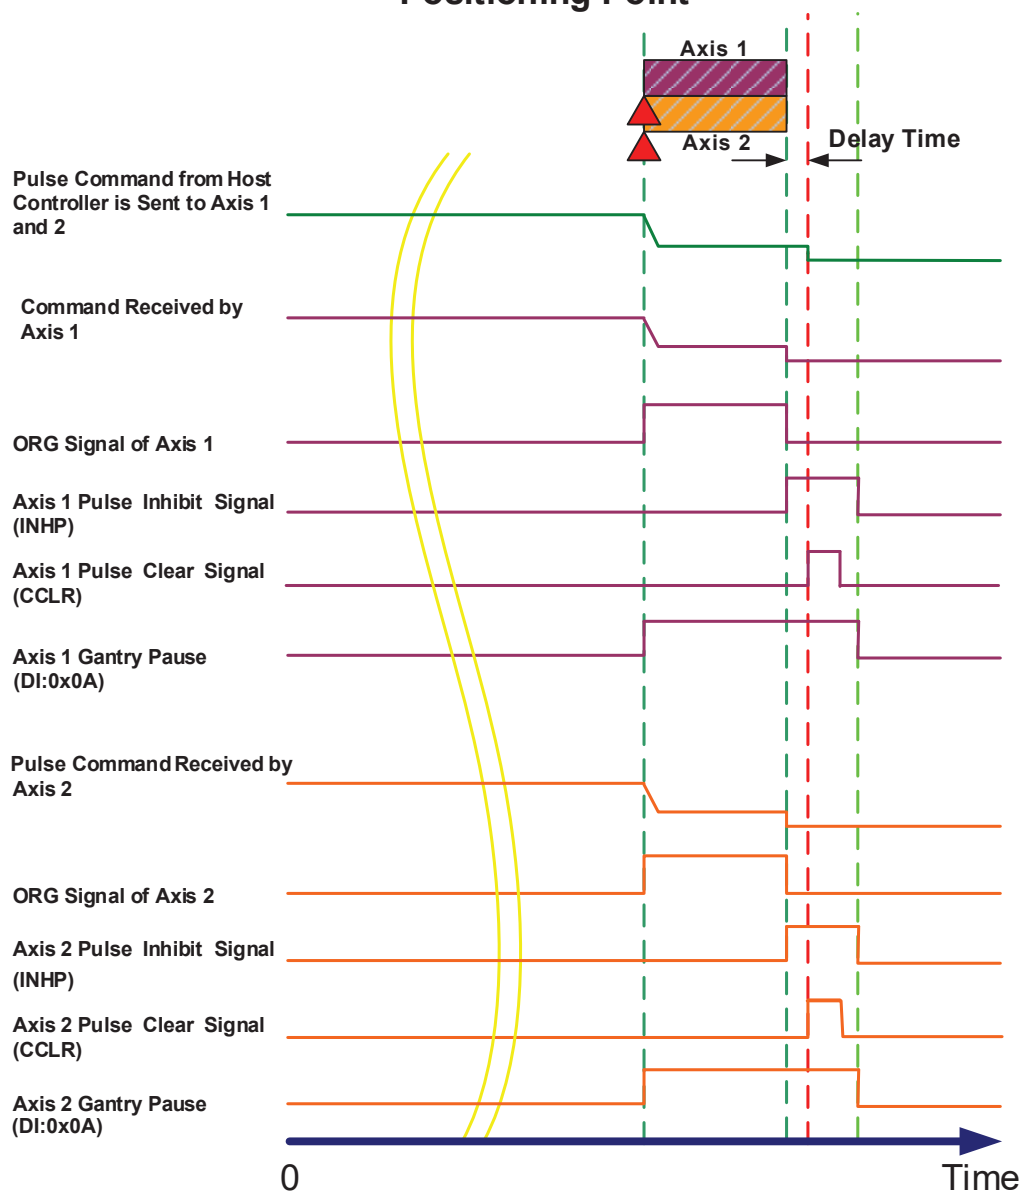 Positioning Point
Axis 1
Axis 2
Delay Time
Pulse Command from Host
Controller is Sent to Axis 1
and 2
Command Received by
Axis 1
ORG Signal of Axis 1
Axis 1 Pulse Inhibit Signal
(INHP)
Axis 1 Pulse Clear Signal
(CCLR)
Axis 1 Gantry Pause
(DI:0x0A)
Pulse Command Received by
Axis 2
ORG Signal of Axis 2
Axis 2 Pulse Inhibit Signal
(INHP)
Axis 2 Pulse Clear Signal
(CCLR)
Axis 2 Gantry Pause
(DI:0x0A)
0
Time